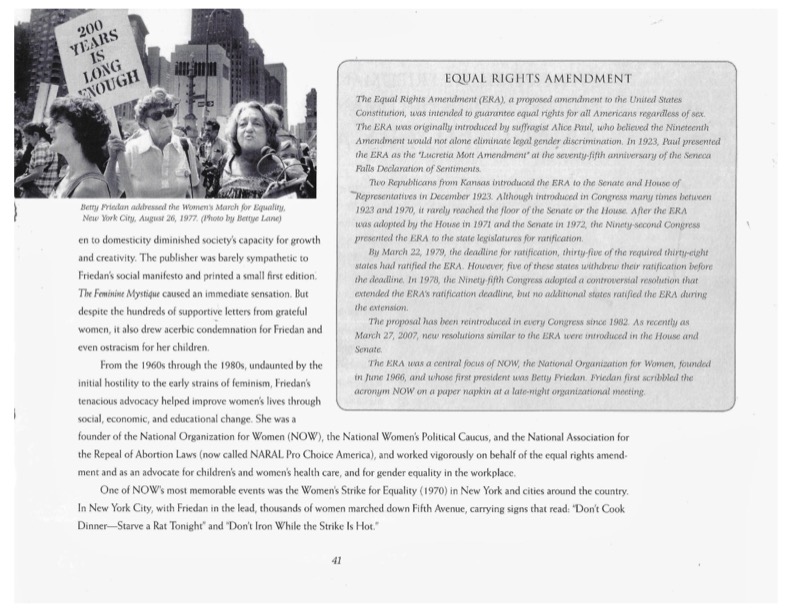 200
YEARS
IS
LONG
ENOUGH
Betty Friedan addressed the Women's March for Equality,
New York City, August 26, 1977. (Photo by Bettye Lane)
en to domesticity diminished society's capacity for growth
and creativity. The publisher was barely sympathetic to
Friedan's social manifesto and printed a small first edition.
The Feminine Mystique caused an immediate sensation. But
despite the hundreds of supportive letters from grateful
women, it also drew acerbic condemnation for Friedan and
even ostracism for her children.
From the 1960s through the 1980s, undaunted by the
initial hostility to the early strains of feminism, Friedan's
tenacious advocacy helped improve women's lives through
social, economic, and educational change. She was a
founder of the National Organization for Women (NOW), the National Women's Political Caucus, and the National Association for
the Repeal of Abortion Laws (now called NARAL Pro Choice America), and worked vigorously on behalf of the equal rights amend-
ment and as an advocate for children's and women's health care, and for gender equality in the workplace.
One of NOW's most memorable events was the Women's Strike for Equality (1970) in New York and cities around the country.
In New York City, with Friedan in the lead, thousands of women marched down Fifth Avenue, carrying signs that read: "Don't Cook
Dinner—Starve a Rat Tonight" and "Don't Iron While the Strike Is Hot."
EQUAL RIGHTS AMENDMENT
The Equal Rights Amendment (ERA), a proposed amendment to the United States
Constitution, was intended to guarantee equal rights for all Americans regardless of sex.
The ERA was originally introduced by suffragist Alice Paul, who believed the Nineteenth
Amendment would not alone eliminate legal gender discrimination. In 1923, Paul presented
the ERA as the "Lucretia Mott Amendment" at the seventy-fifth anniversary of the Seneca
Falls Declaration of Sentiments.
Two Republicans from Kansas introduced the ERA to the Senate and House of
Representatives in December 1923. Although introduced in Congress many times between
1923 and 1970, it rarely reached the floor of the Senate or the House. After the ERA
was adopted by the House in 1971 and the Senate in 1972, the Ninety-second Congress
presented the ERA to the state legislatures for ratification.
By March 22, 1979, the deadline for ratification, thirty-five of the required thirty-eight
states had ratified the ERA. However, five of these states withdrew their ratification before
the deadline. In 1978, the Ninety-fifth Congress adopted a controversial resolution that
extended the ERA's ratification deadline, but no additional states ratified the ERA during
the extension.
The proposal has been reintroduced in every Congress since 1982. As recently as
March 27, 2007, new resolutions similar to the ERA were introduced in the House and
Senate.
The ERA was a central focus of NOW, the National Organization for Women, founded
in June 1966, and whose first president was Betty Friedan. Friedan first scribbled the
acronym NOW on a paper napkin at a late-night organizational meeting.
41